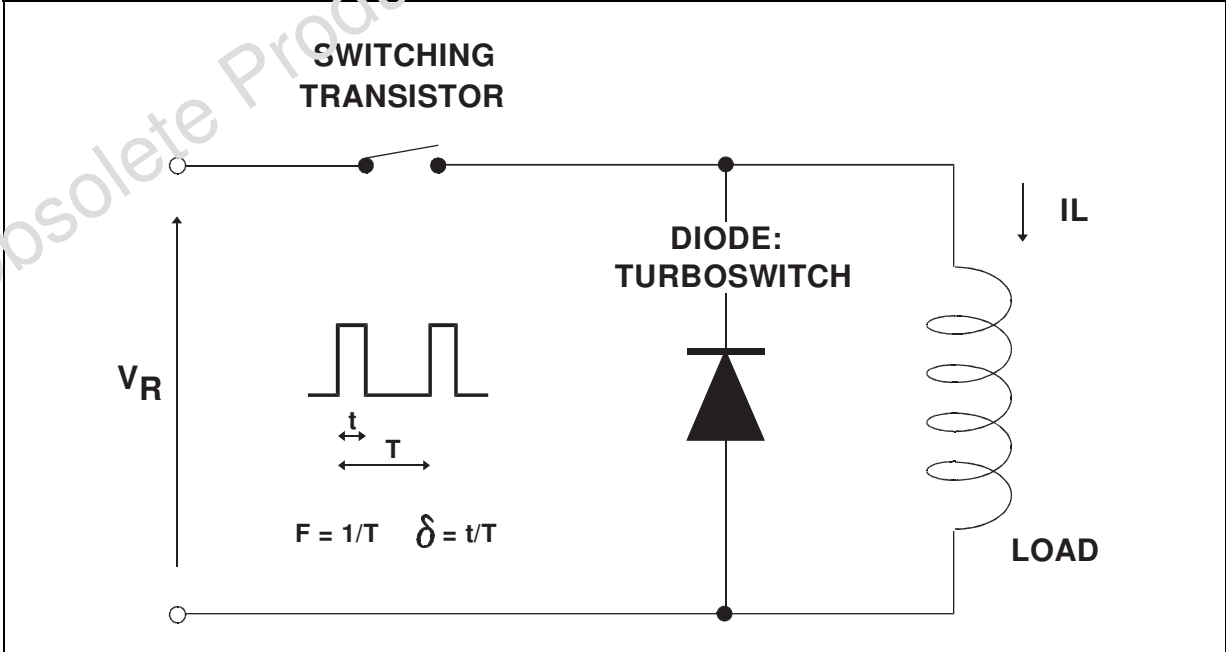 Obsolete Produ
SWITCHING
TRANSISTOR
IL
DIODE:
TURBOSWITCH
VR
t
T
F = 1/T δ = t/T
LOAD